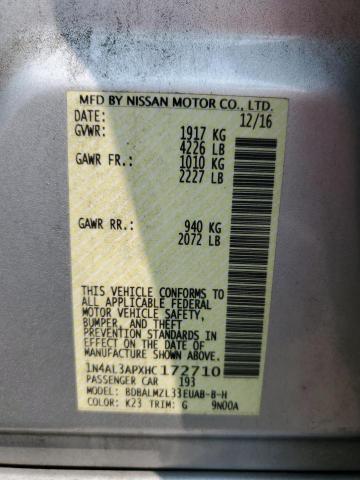 MFD BY NISSAN MOTOR CO., LTD.
DATE: 12/16
GVWR: 1917 KG
4226 LB
GAWR FR.: 1010 KG
2227 LB
GAWR RR.: 940 KG
2072 LB
THIS VEHICLE CONFORMS TO
ALL APPLICABLE FEDERAL
MOTOR VEHICLE SAFETY,
BUMPER, AND THEFT
PREVENTION STANDARDS IN
EFFECT ON THE DATE OF
MANUFACTURE SHOWN ABOVE.
1N4AL3APXHC172710
PASSENGER CAR 193
MODEL: BDBALMZL33EUAB-B-H
COLOR: K23 TRIM: G 9N00A